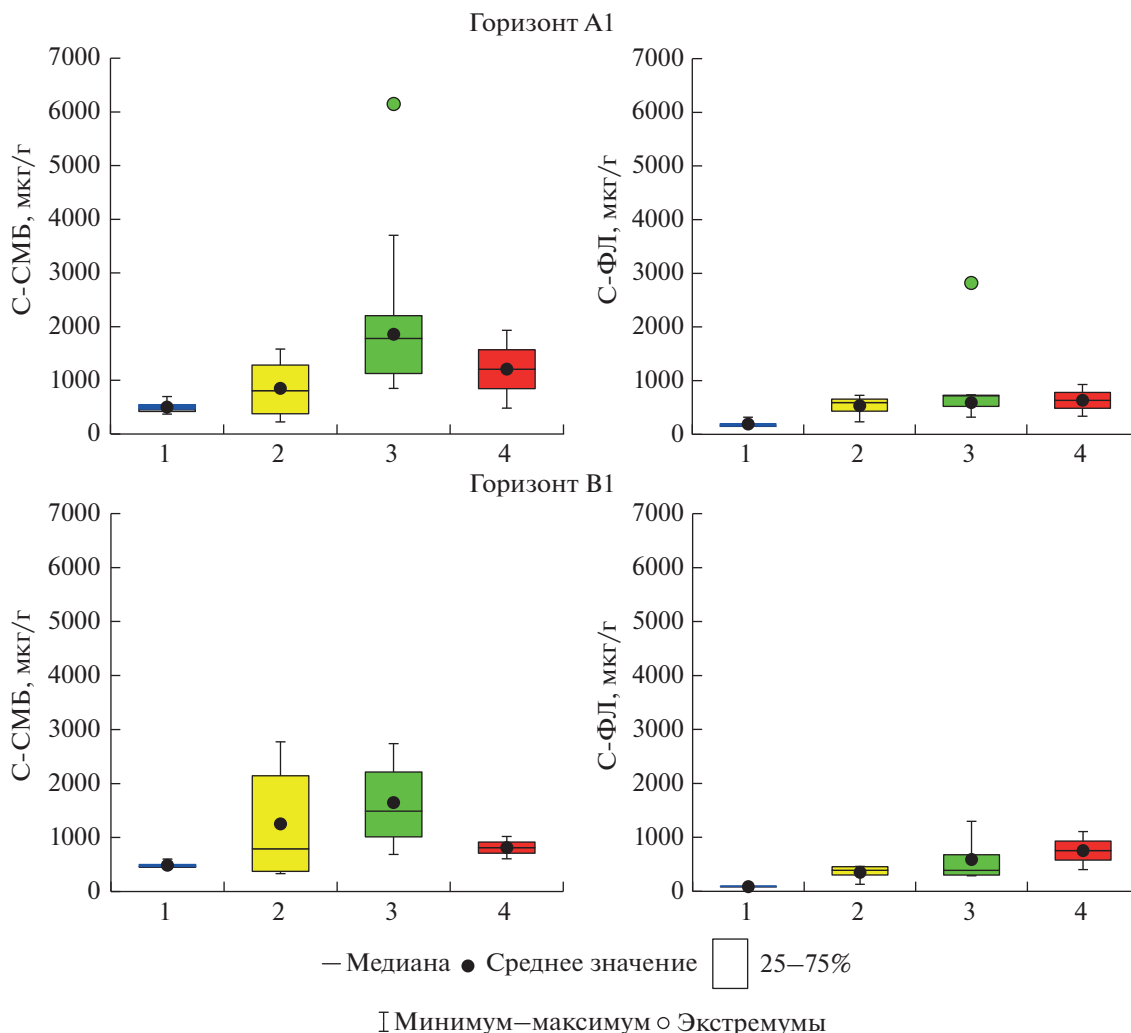 Горизонт А1
7000
6000
5000
4000
3000
2000
1000
0
С-СМБ, мкг/г
1 2 3 4
7000
6000
5000
4000
3000
2000
1000
0
С-ФЛ, мкг/г
1 2 3 4
Горизонт В1
7000
6000
5000
4000
3000
2000
1000
0
С-СМБ, мкг/г
1 2 3 4
7000
6000
5000
4000
3000
2000
1000
0
С-ФЛ, мкг/г
1 2 3 4
Медиана Среднее значение 25–75%
Минимум–максимум Экстремумы